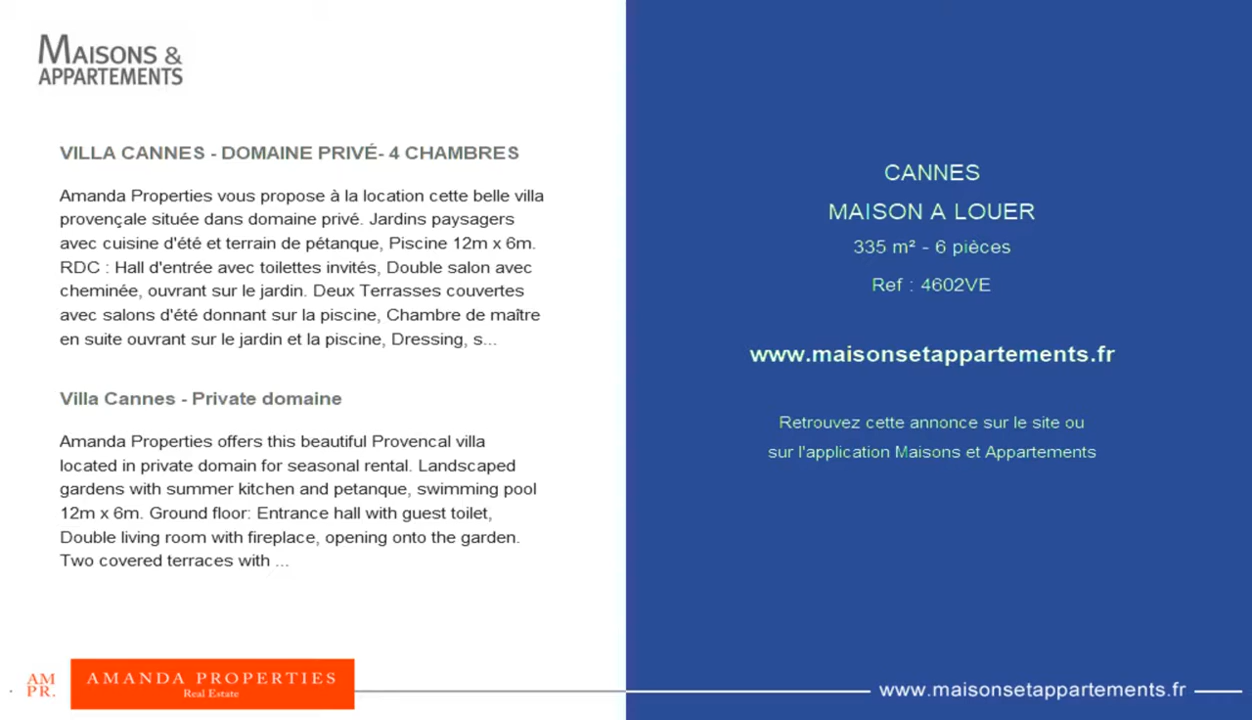 MAISONS &
APPARTEMENTS
VILLA CANNES - DOMAINE PRIVÉ- 4 CHAMBRES
Amanda Properties vous propose à la location cette belle villa
provençale située dans domaine privé. Jardins paysagers
avec cuisine d'été et terrain de pétanque, Piscine 12m x 6m.
RDC : Hall d'entrée avec toilettes invités, Double salon avec
cheminée, ouvrant sur le jardin. Deux Terrasses couvertes
avec salons d'été donnant sur la piscine, Chambre de maître
en suite ouvrant sur le jardin et la piscine, Dressing, s...
Villa Cannes - Private domaine
Amanda Properties offers this beautiful Provencal villa
located in private domain for seasonal rental. Landscaped
gardens with summer kitchen and petanque, swimming pool
12m x 6m. Ground floor: Entrance hall with guest toilet,
Double living room with fireplace, opening onto the garden.
Two covered terraces with ...
AM
PR.
AMANDA PROPERTIES
Real Estate
CANNES
MAISON A LOUER
335 m² - 6 pièces
Ref : 4602VE
www.maisonsetappartements.fr
Retrouvez cette annonce sur le site ou
sur l'application Maisons et Appartements
www.maisonsetappartements.fr